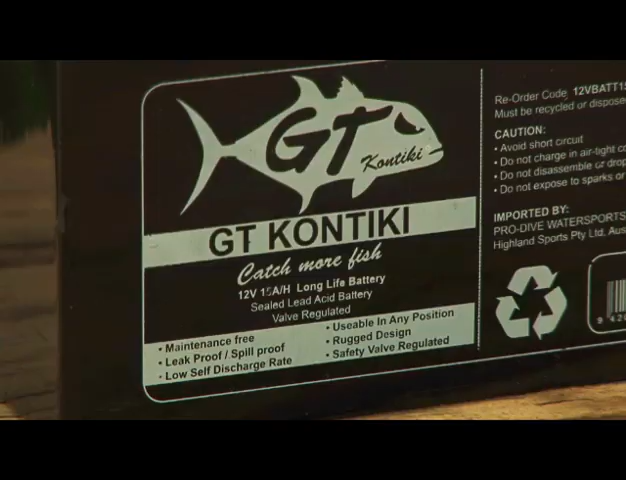 GT
Kontiki
GT KONTIKI
Catch more fish
12V 15A/H Long Life Battery
Sealed Lead Acid Battery
Valve Regulated
• Maintenance free
• Leak Proof / Spill proof
• Low Self Discharge Rate
• Useable In Any Position
• Rugged Design
• Safety Valve Regulated
Re-Order Code 12VBATT15
Must be recycled or dispose
CAUTION:
• Avoid short circuit
• Do not charge in air-tight co
• Do not disassemble or drop
• Do not expose to sparks or
IMPORTED BY:
PRO-DIVE WATERSPORTS
Highland Sports Pty Ltd, Aus
9 420